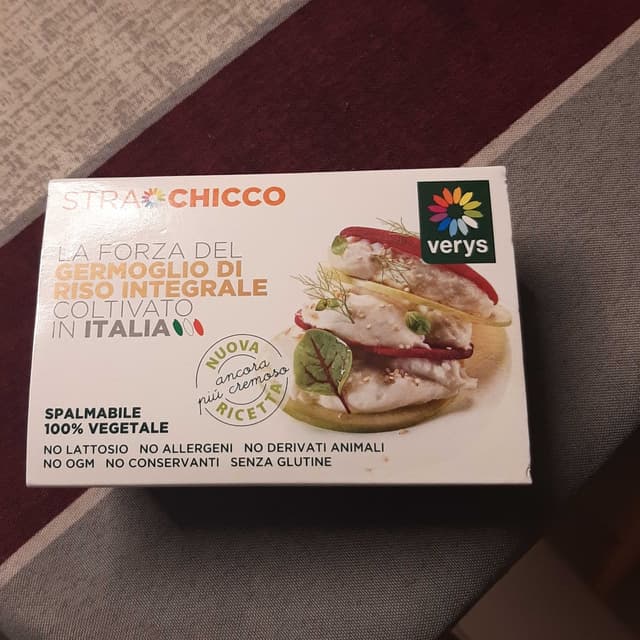 STRACHICCO
verys
LA FORZA DEL
GERMOGLIO DI
RISO INTEGRALE
COLTIVATO
IN ITALIA
NUOVA
ancora
più cremoso
RICETTA
SPALMABILE
100% VEGETALE
NO LATTOSIO NO ALLERGENI NO DERIVATI ANIMALI
NO OGM NO CONSERVANTI SENZA GLUTINE